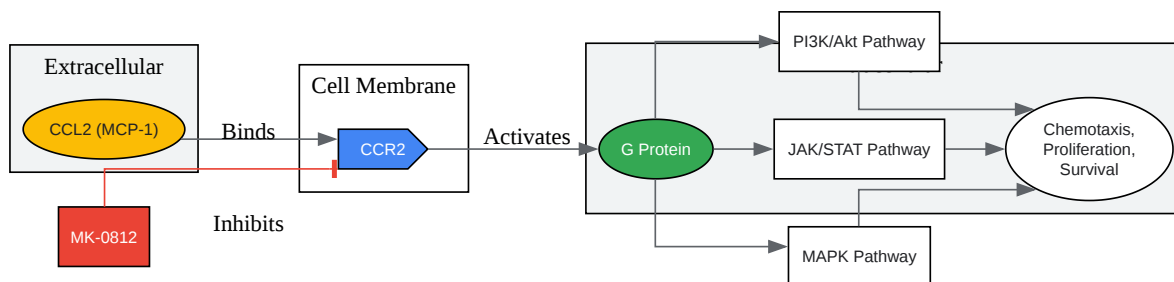 PI3K/Akt Pathway
Extracellular
Cell Membrane
CCL2 (MCP-1)
Binds
CCR2
Activates
G Protein
JAK/STAT Pathway
Chemotaxis,
Proliferation,
Survival
Inhibits
MK-0812
MAPK Pathway